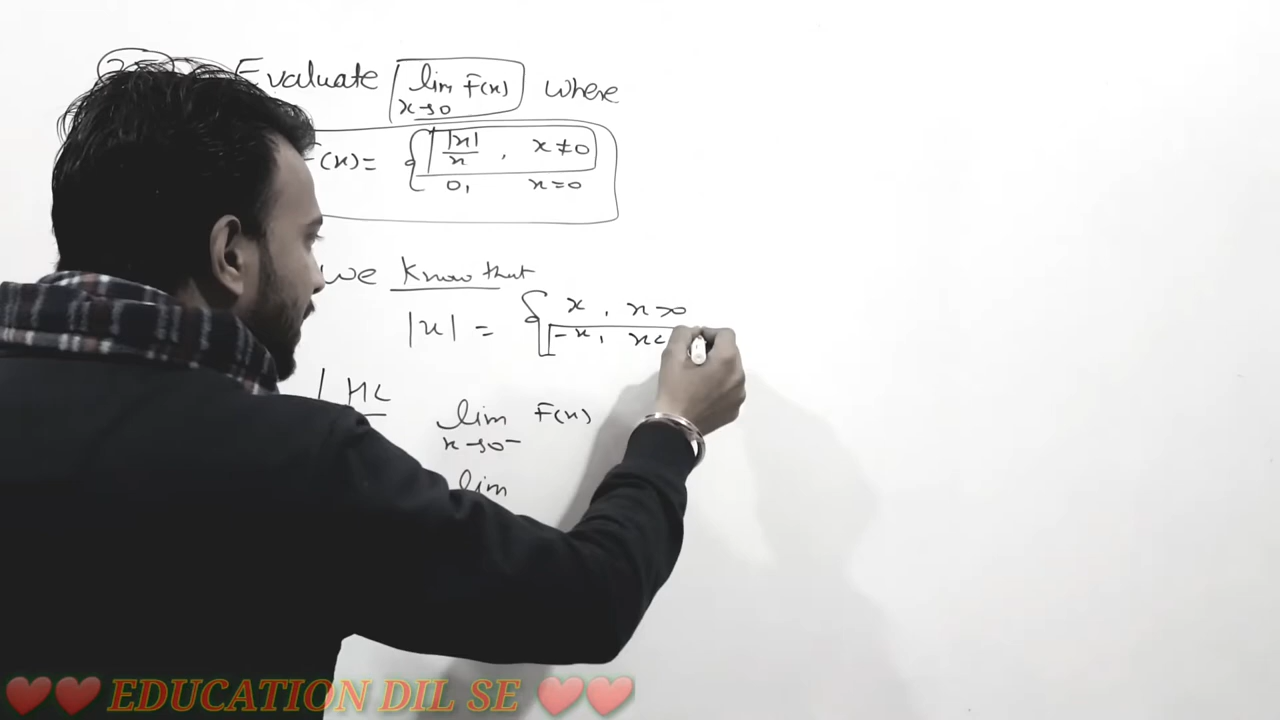 Evaluate lim F(x) where
x→0
(x)= { |x|/x , x≠0
0, x=0
we know that
|x| = { x , x>0
-x, x<
LHL
lim F(x)
x→0⁻
lim
❤❤ EDUCATION DIL SE ❤❤